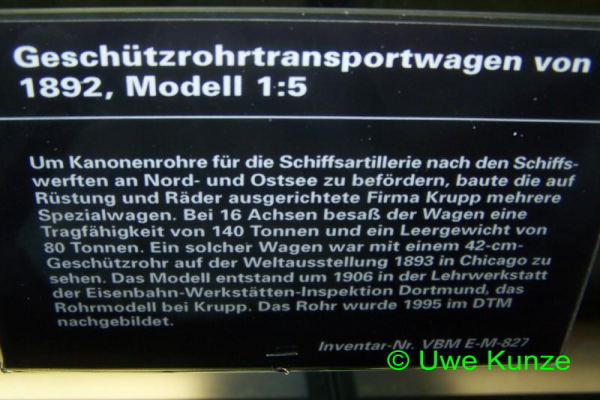 Geschützrohrtransportwagen von
1892, Modell 1:5
Um Kanonenrohre für die Schiffsartillerie nach den Schiffs-
werften an Nord- und Ostsee zu befördern, baute die auf
Rüstung und Räder ausgerichtete Firma Krupp mehrere
Spezialwagen. Bei 16 Achsen besaß der Wagen eine
Tragfähigkeit von 140 Tonnen und ein Leergewicht von
80 Tonnen. Ein solcher Wagen war mit einem 42-cm-
Geschützrohr auf der Weltausstellung 1893 in Chicago zu
sehen. Das Modell entstand um 1906 in der Lehrwerkstatt
der Eisenbahn-Werkstätten-Inspektion Dortmund, das
Rohrmodell bei Krupp. Das Rohr wurde 1995 im DTM
nachgebildet.
Inventar-Nr. VBM E-M-827
© Uwe Kunze